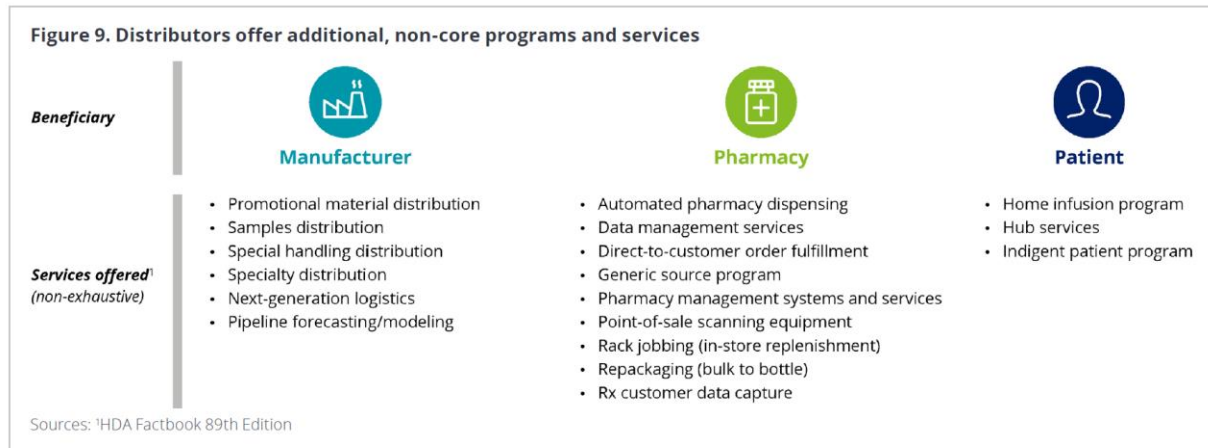 Figure 9. Distributors offer additional, non-core programs and services
Beneficiary
Manufacturer
Pharmacy
Patient
Services offered¹
(non-exhaustive)
• Promotional material distribution
• Samples distribution
• Special handling distribution
• Specialty distribution
• Next-generation logistics
• Pipeline forecasting/modeling
• Automated pharmacy dispensing
• Data management services
• Direct-to-customer order fulfillment
• Generic source program
• Pharmacy management systems and services
• Point-of-sale scanning equipment
• Rack jobbing (in-store replenishment)
• Repackaging (bulk to bottle)
• Rx customer data capture
• Home infusion program
• Hub services
• Indigent patient program
Sources: ¹HDA Factbook 89th Edition